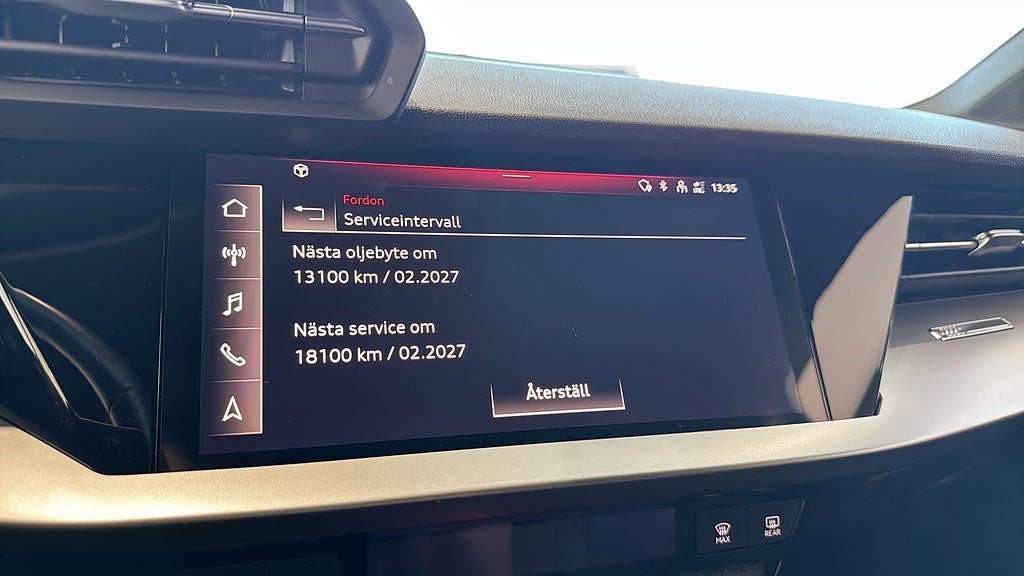 13:35
Fordon
Serviceintervall
Nästa oljebyte om
13100 km / 02.2027
Nästa service om
18100 km / 02.2027
Återställ
MAX
REAR